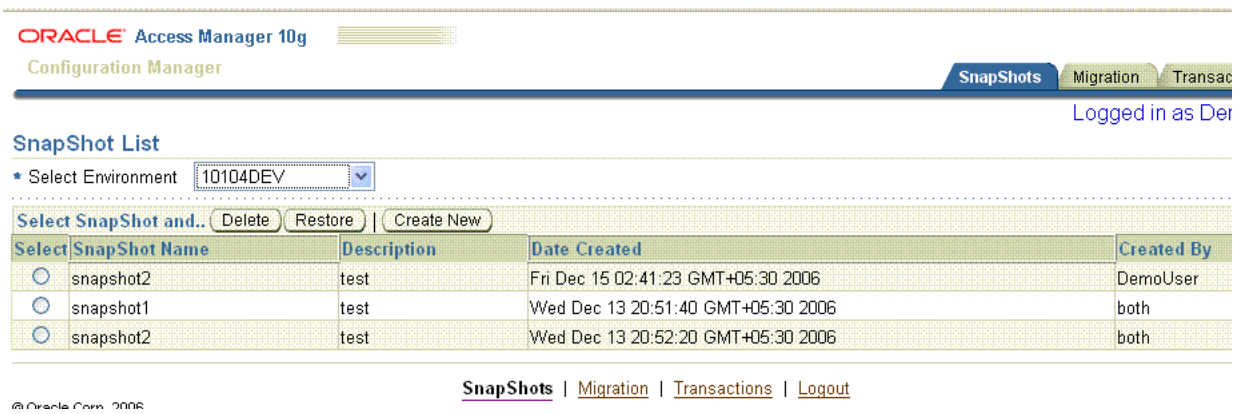 ORACLE Access Manager 10g
Configuration Manager
SnapShots Migration
Logged in as
SnapShot List
* Select Environment 10104DEV
Select SnapShot and.. Delete Restore | Create New
Select SnapShot Name Description Date Created Created By
snapshot2 test Fri Dec 15 02:41:23 GMT+05:30 2006 DemoUser
snapshot1 test Wed Dec 13 20:51:40 GMT+05:30 2006 both
snapshot2 test Wed Dec 13 20:52:20 GMT+05:30 2006 both
SnapShots | Migration | Transactions | Logout
© Oracle Corp, 2006